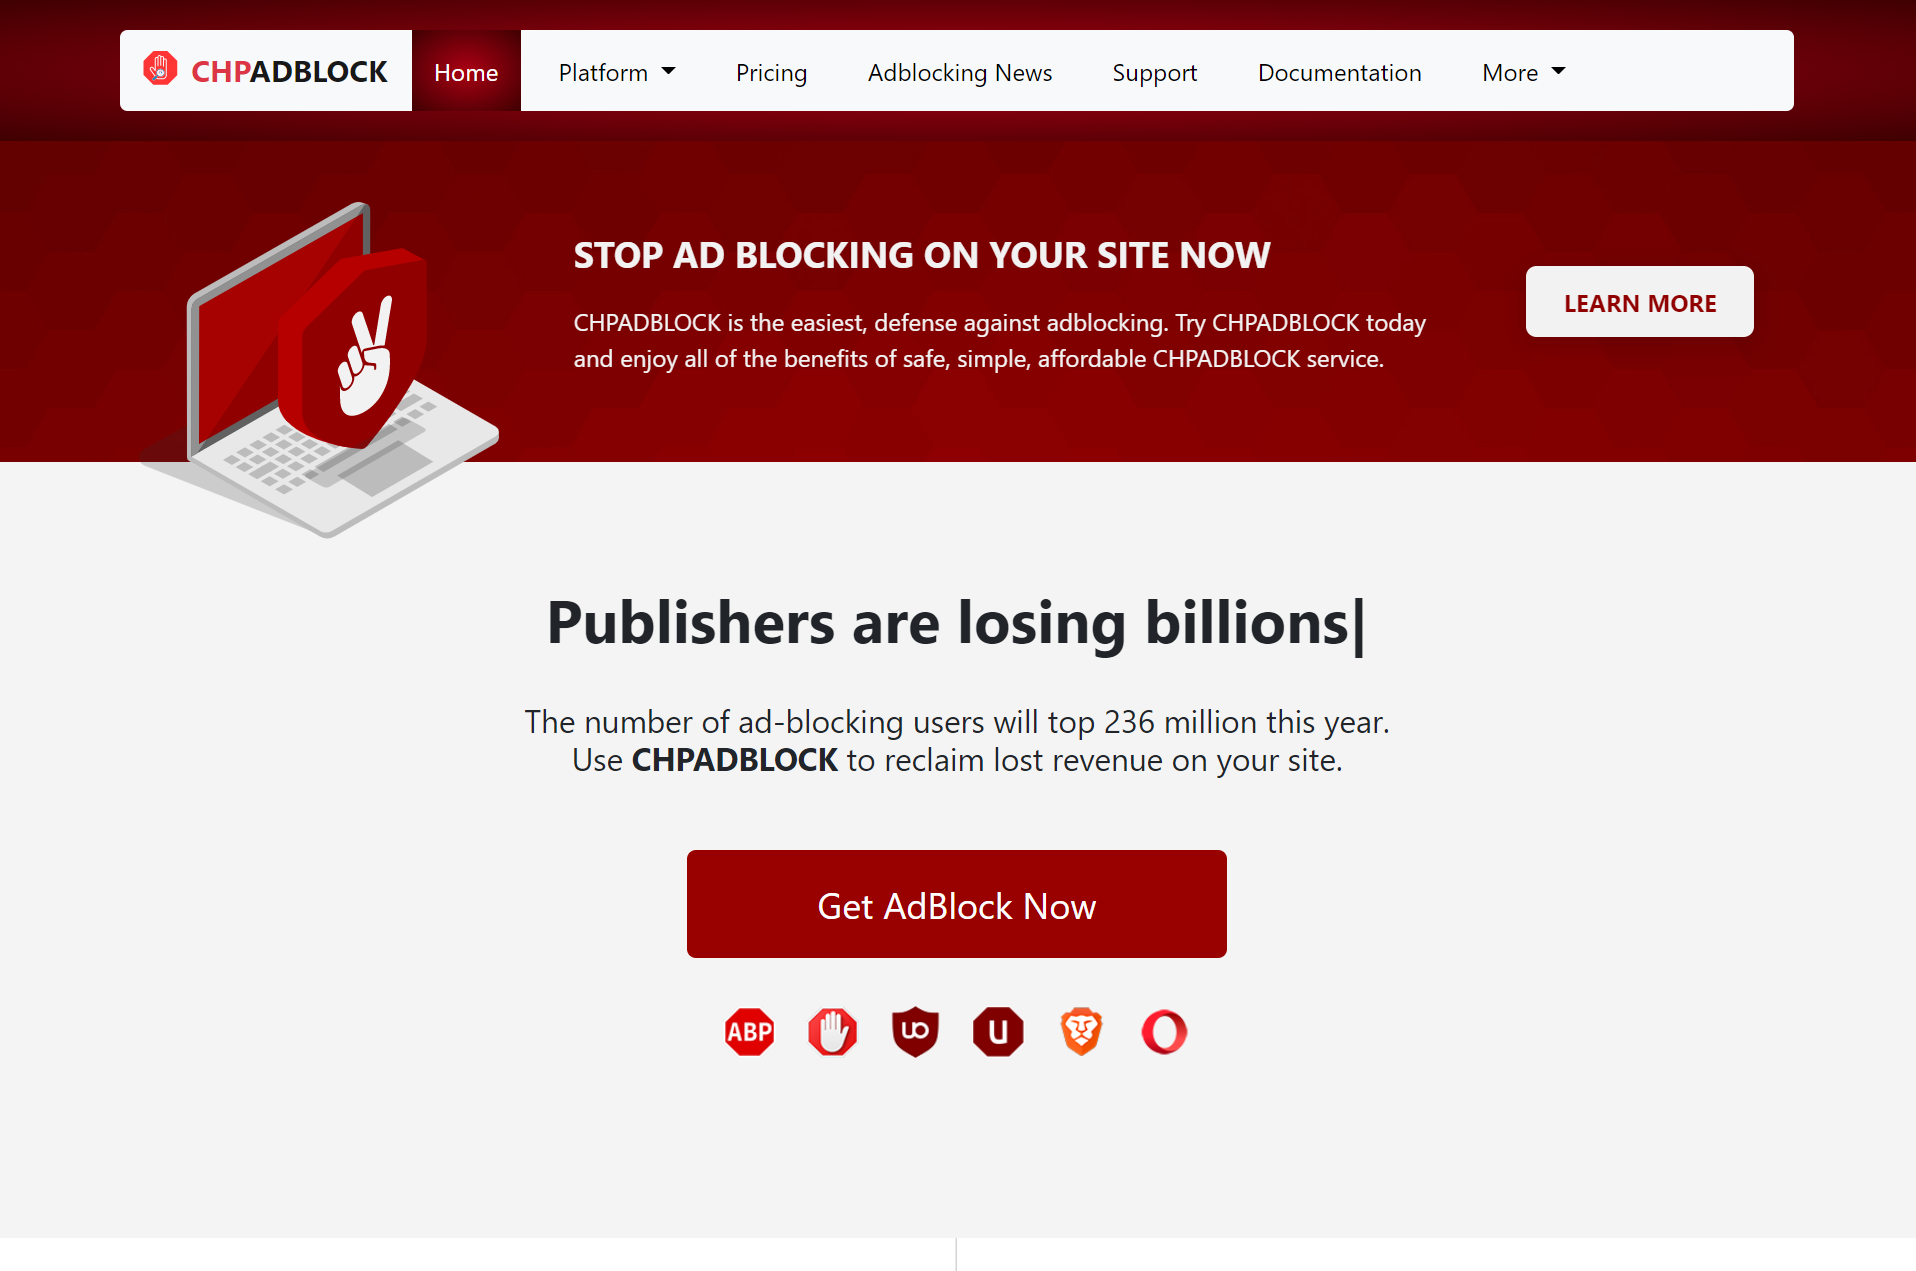 CHPADBLOCK
Home
Platform
Pricing
Adblocking News
Support
Documentation
More
STOP AD BLOCKING ON YOUR SITE NOW
CHPADBLOCK is the easiest, defense against adblocking. Try CHPADBLOCK today
and enjoy all of the benefits of safe, simple, affordable CHPADBLOCK service.
LEARN MORE
Publishers are losing billions|
The number of ad-blocking users will top 236 million this year.
Use CHPADBLOCK to reclaim lost revenue on your site.
Get AdBlock Now
ABP
uo
u